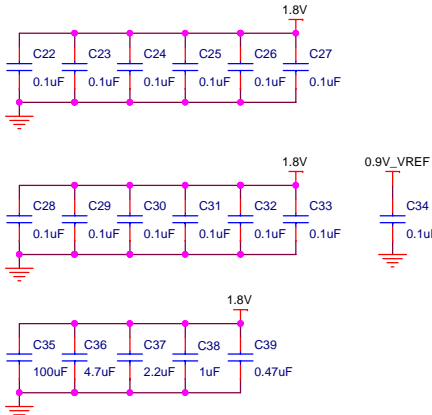 1.8V
C22 C23 C24 C25 C26 C27
0.1uF 0.1uF 0.1uF 0.1uF 0.1uF 0.1uF
1.8V 0.9V_VREF
C28 C29 C30 C31 C32 C33 C34
0.1uF 0.1uF 0.1uF 0.1uF 0.1uF 0.1uF
1.8V
C35 C36 C37 C38 C39
100uF 4.7uF 2.2uF 1uF 0.47uF